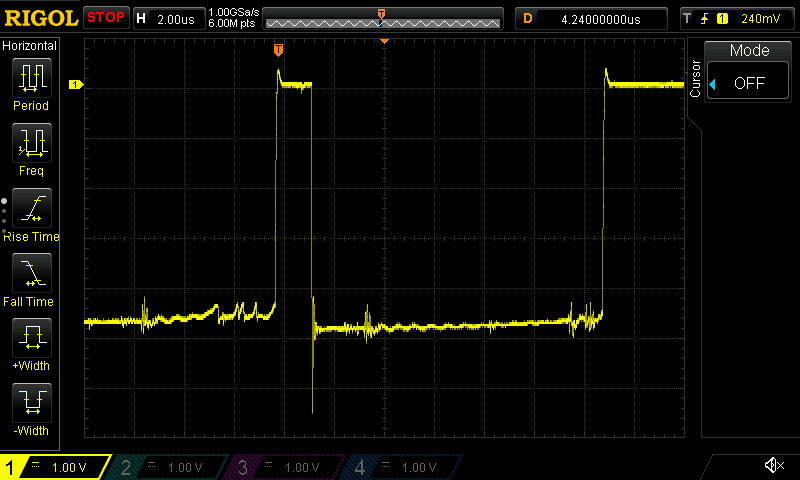 RIGOL STOP H 2.00us 1.00GSa/s D 4.24000000us T 1 240mV
6.00M pts
T
Horizontal
Period
Freq
Rise Time
Fall Time
+Width
-Width
T
1
Cursor
Mode
OFF
1 1.00 V 2 1.00 V 3 1.00 V 4 1.00 V